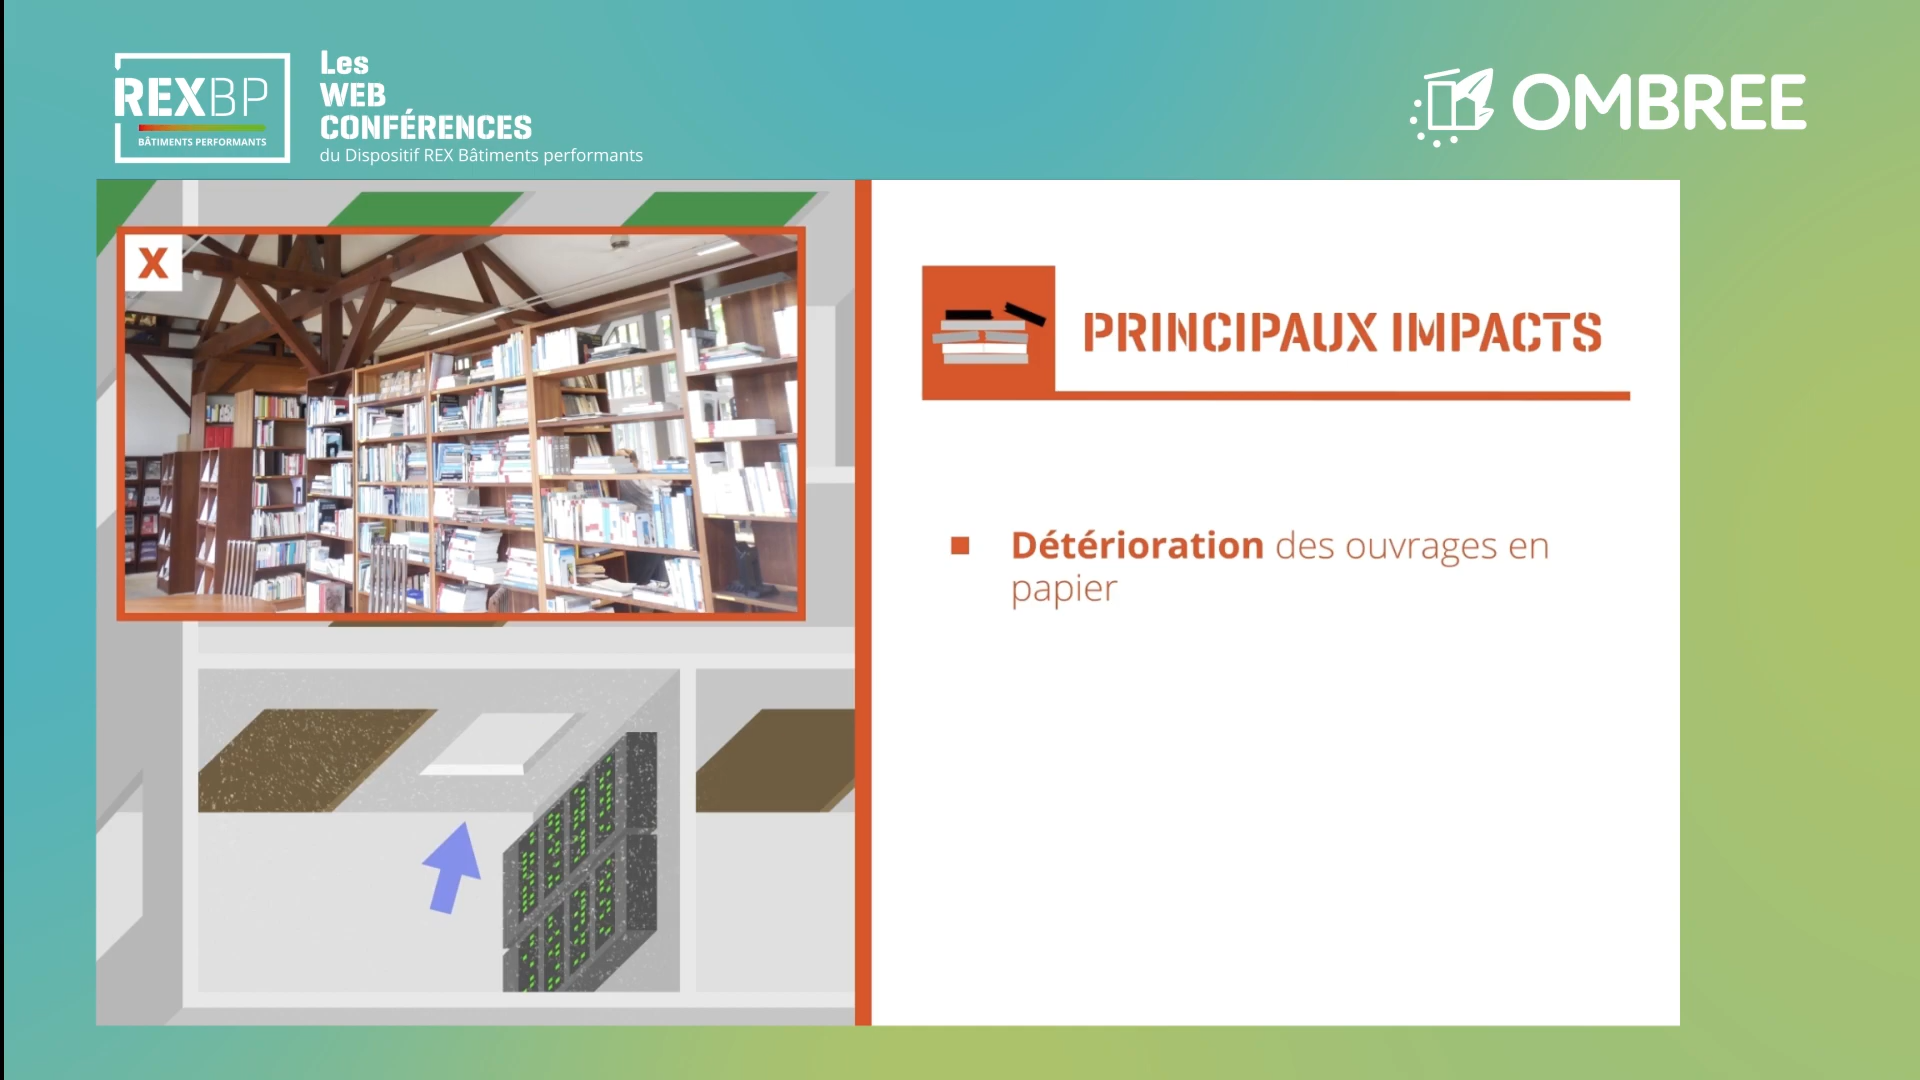 REXBP
BÂTIMENTS PERFORMANTS
Les
WEB
CONFÉRENCES
du Dispositif REX Bâtiments performants
OMBREE
X
PRINCIPAUX IMPACTS
Détérioration des ouvrages en
papier